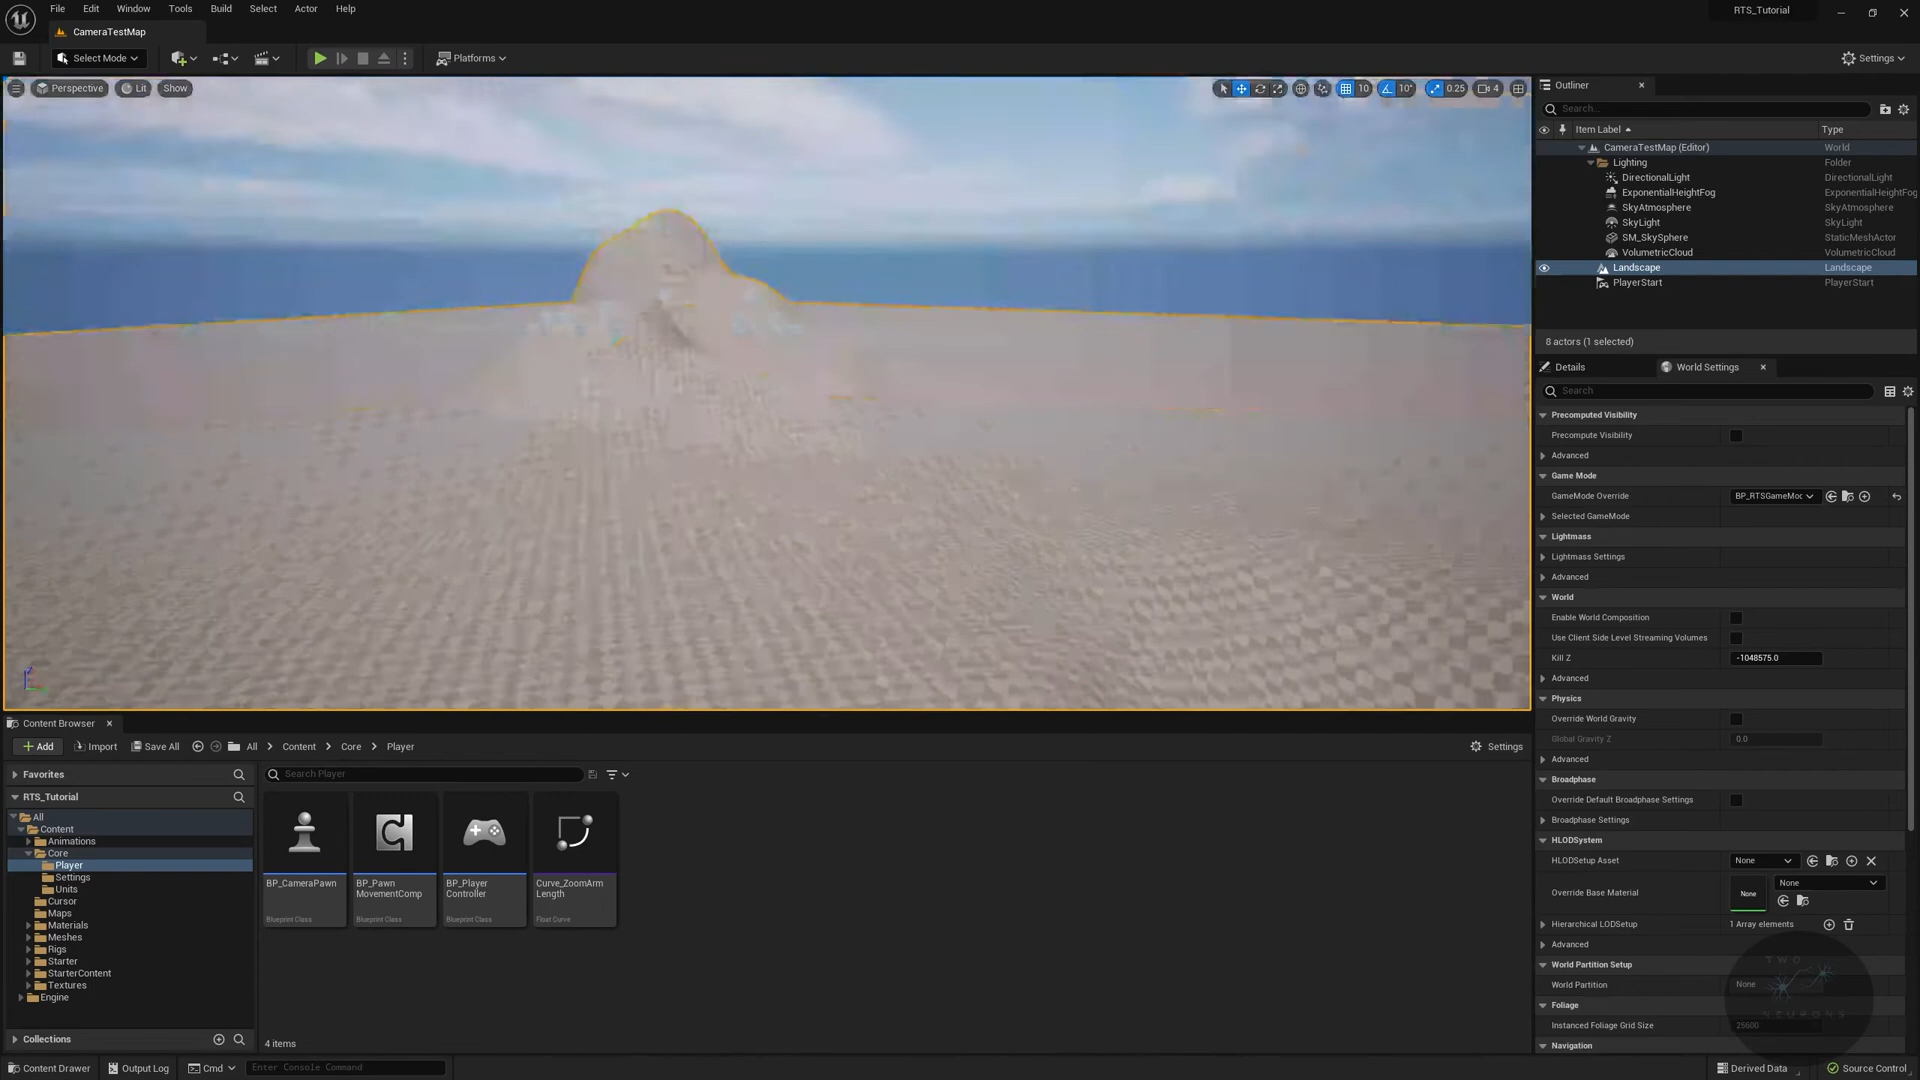 File Edit Window Tools Build Select Actor Help
RTS_Tutorial
CameraTestMap
Select Mode
Platforms
Settings
Perspective Lit Show
10 10° 0.25 4
Outliner
Search...
Item Label Type
CameraTestMap (Editor) World
Lighting Folder
DirectionalLight DirectionalLight
ExponentialHeightFog ExponentialHeightFog
SkyAtmosphere SkyAtmosphere
SkyLight SkyLight
SM_SkySphere StaticMeshActor
VolumetricCloud VolumetricCloud
Landscape Landscape
PlayerStart PlayerStart
8 actors (1 selected)
Details World Settings
Search
Precomputed Visibility
Precompute Visibility
Advanced
Game Mode
GameMode Override BP_RTSGameMoc
Selected GameMode
Lightmass
Lightmass Settings
Advanced
World
Enable World Composition
Use Client Side Level Streaming Volumes
Kill Z -1048575.0
Advanced
Physics
Override World Gravity
Global Gravity Z 0.0
Advanced
Broadphase
Override Default Broadphase Settings
Broadphase Settings
HLODSystem
HLODSetup Asset None
Override Base Material None None
Hierarchical LODSetup 1 Array elements
Advanced
World Partition Setup
World Partition None
Foliage
Instanced Foliage Grid Size 25600
Navigation
TWO
NEURONS
Content Browser
Add Import Save All All Content Core Player
Settings
Favorites
Search Player
RTS_Tutorial
All
Content
Animations
Core
Player
Settings
Units
Cursor
Maps
Materials
Meshes
Rigs
Starter
StarterContent
Textures
Engine
Collections
BP_CameraPawn
Blueprint Class
BP_Pawn
MovementComp
Blueprint Class
BP_Player
Controller
Blueprint Class
Curve_ZoomArm
Length
Float Curve
4 items
Content Drawer Output Log Cmd Enter Console Command
Derived Data Source Control